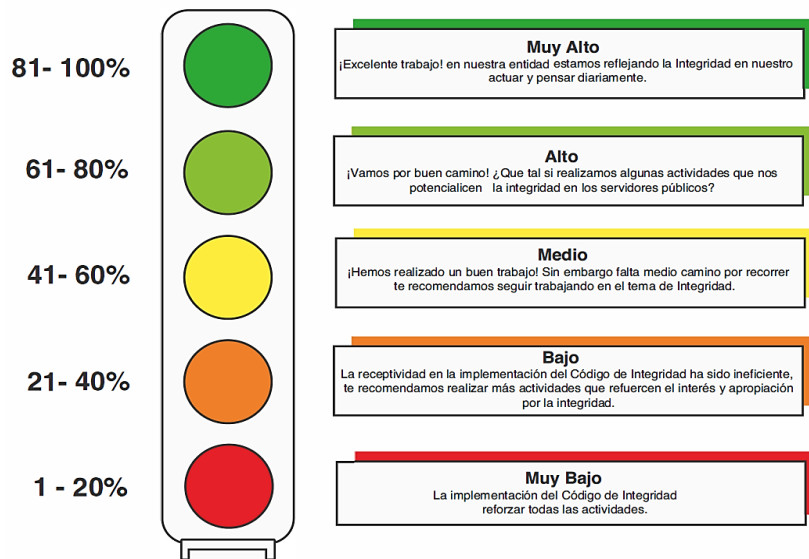 81- 100%
Muy Alto
¡Excelente trabajo! en nuestra entidad estamos reflejando la Integridad en nuestro
actuar y pensar diariamente.
61- 80%
Alto
¡Vamos por buen camino! ¿Que tal si realizamos algunas actividades que nos
potencialicen la integridad en los servidores públicos?
41- 60%
Medio
¡Hemos realizado un buen trabajo! Sin embargo falta medio camino por recorrer
te recomendamos seguir trabajando en el tema de Integridad.
21- 40%
Bajo
La receptividad en la implementación del Código de Integridad ha sido ineficiente,
te recomendamos realizar más actividades que refuercen el interés y apropiación
por la integridad.
1 - 20%
Muy Bajo
La implementación del Código de Integridad
reforzar todas las actividades.